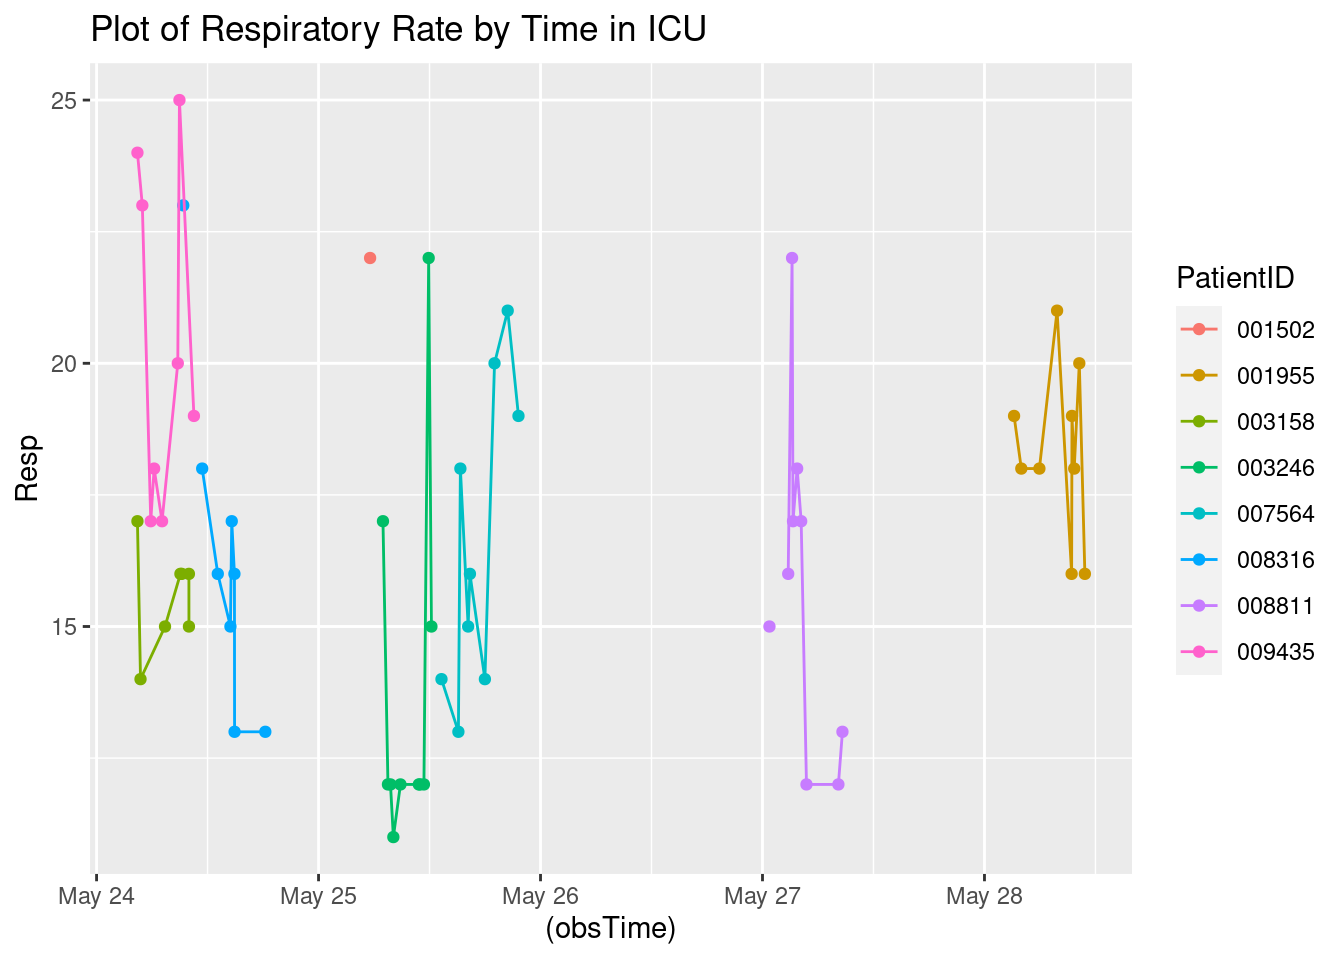 Plot of Respiratory Rate by Time in ICU
25
20
15
Resp
May 24
May 25
May 26
May 27
May 28
(obsTime)
PatientID
001502
001955
003158
003246
007564
008316
008811
009435